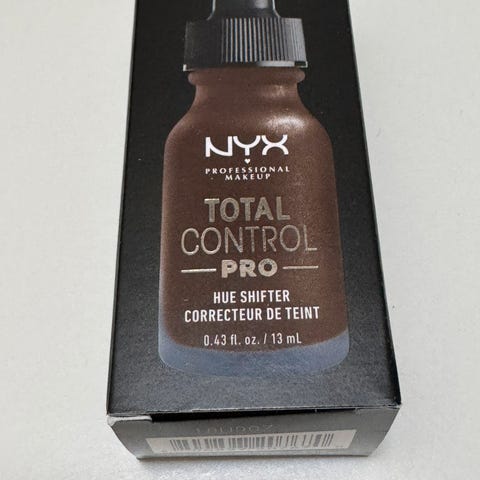 NYX
PROFESSIONAL
MAKEUP
TOTAL
CONTROL
PRO
HUE SHIFTER
CORRECTEUR DE TEINT
0.43 fl. oz. / 13 mL